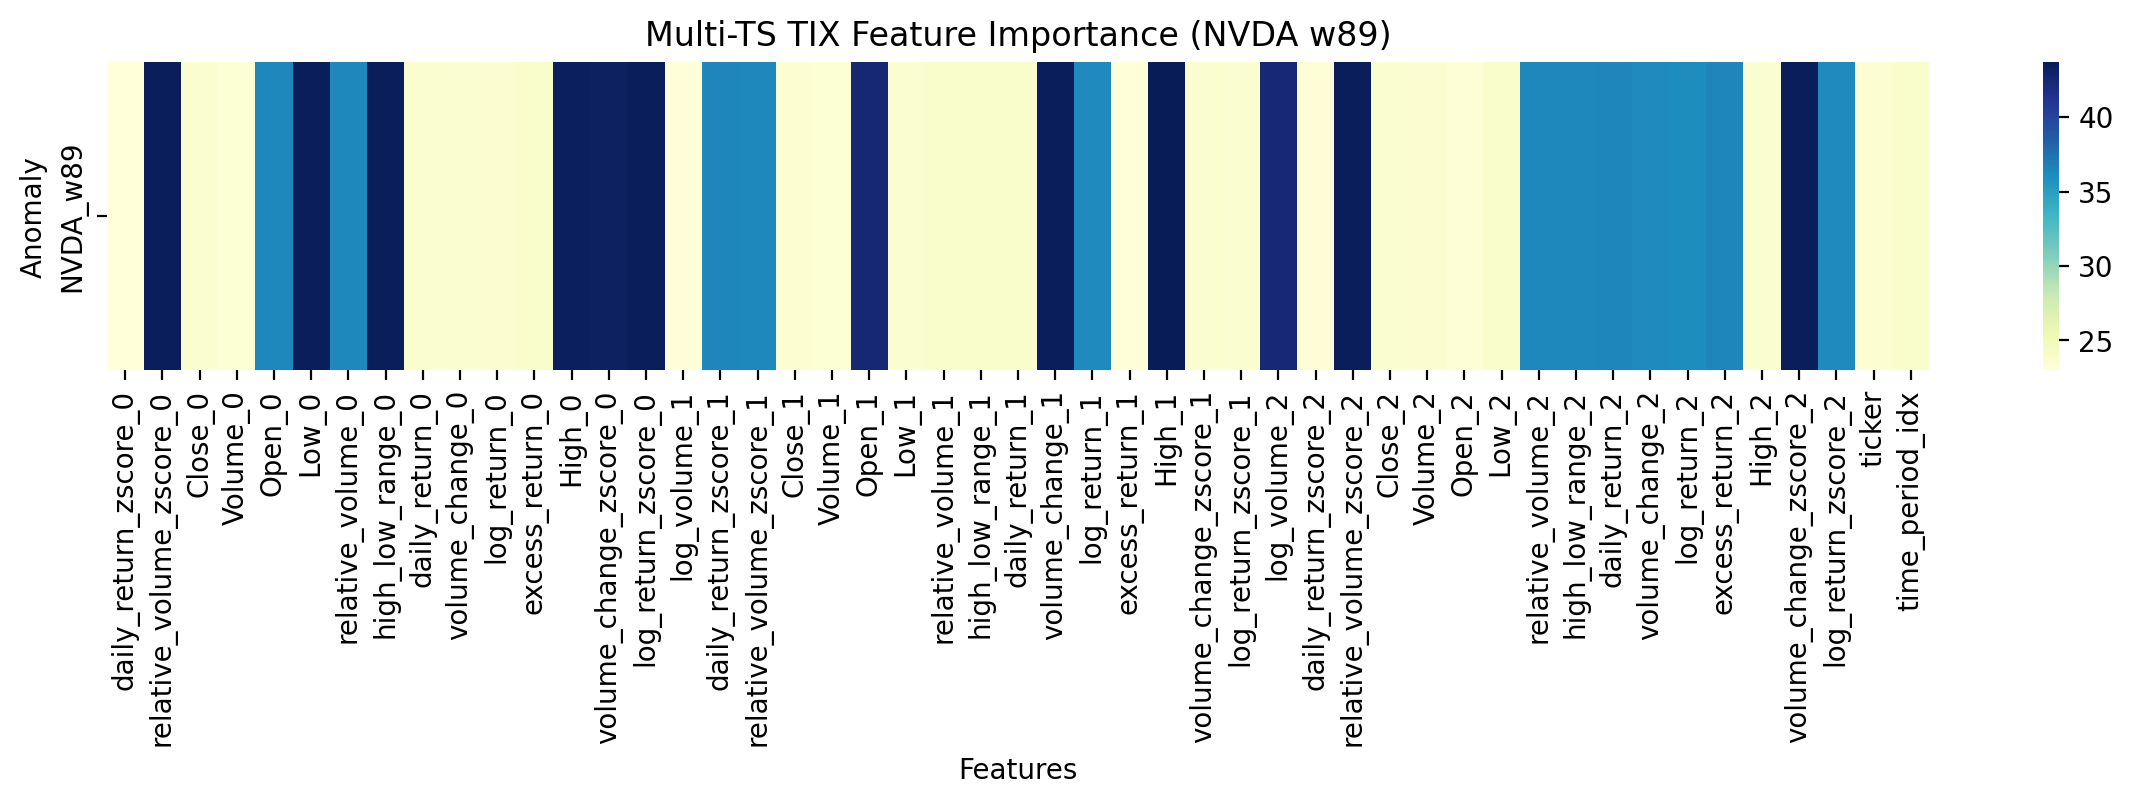 Multi-TS TIX Feature Importance (NVDA w89)
Anomaly
NVDA_w89
40
35
30
25
daily_return_zscore_0
relative_volume_zscore_0
Close_0
Volume_0
Open_0
Low_0
relative_volume_0
high_low_range_0
daily_return_0
volume_change_0
log_return_0
excess_return_0
High_0
volume_change_zscore_0
log_return_zscore_0
log_volume_1
daily_return_zscore_1
relative_volume_zscore_1
Close_1
Volume_1
Open_1
Low_1
relative_volume_1
high_low_range_1
daily_return_1
volume_change_1
log_return_1
excess_return_1
High_1
volume_change_zscore_1
log_return_zscore_1
log_volume_2
daily_return_zscore_2
relative_volume_zscore_2
Close_2
Volume_2
Open_2
Low_2
relative_volume_2
high_low_range_2
daily_return_2
volume_change_2
log_return_2
excess_return_2
High_2
volume_change_zscore_2
log_return_zscore_2
ticker
time_period_idx
Features